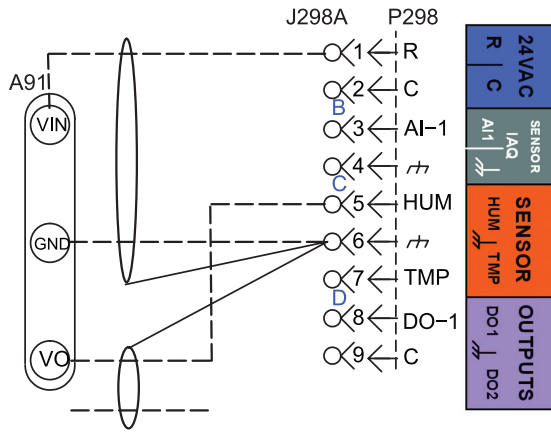 J298A P298
A91
VIN
GND
VO
1 R
2 C
B
3 AI-1
4
C
5 HUM
6
7 TMP
D
8 DO-1
9 C
24VAC
R C
SENSOR
IAQ
AI1
SENSOR
HUM TMP
OUTPUTS
DO1 DO2